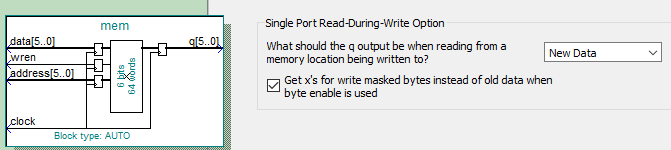 mem
data[5..0]
q[5..0]
wren
address[5..0]
6 bits
64 words
clock
Block type: AUTO
Single Port Read-During-Write Option
What should the q output be when reading from a
memory location being written to?
New Data
Get x's for write masked bytes instead of old data when
byte enable is used